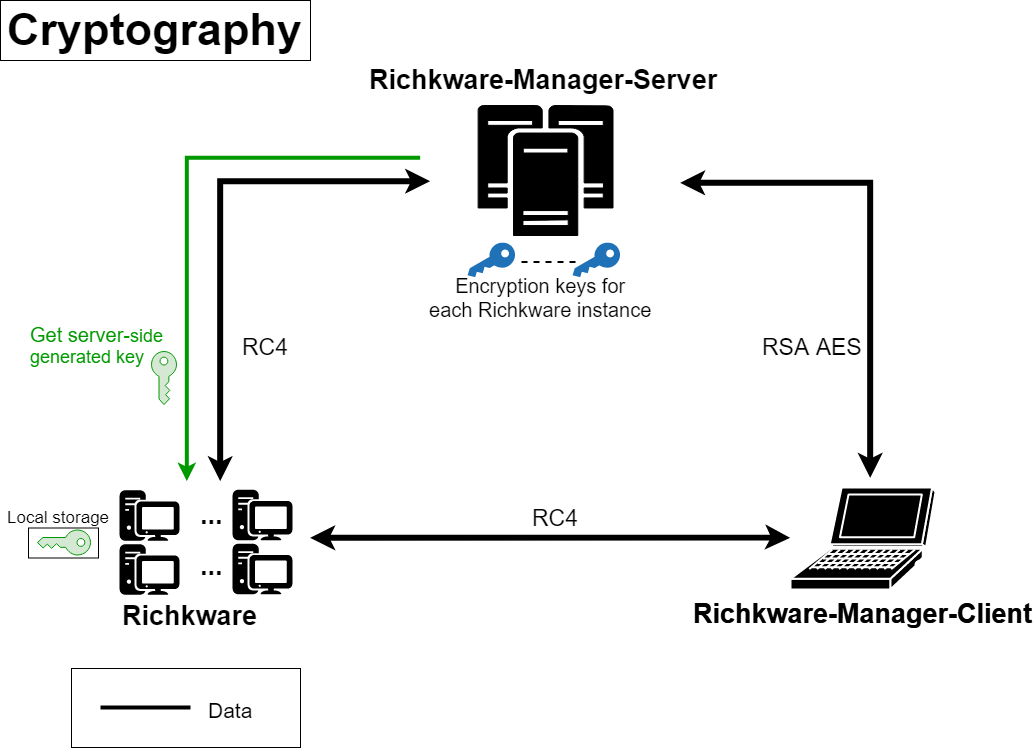 Cryptography
Richkware-Manager-Server
Encryption keys for
each Richkware instance
Get server-side
generated key
RC4
RSA AES
Local storage
...
...
RC4
Richkware
Richkware-Manager-Client
Data